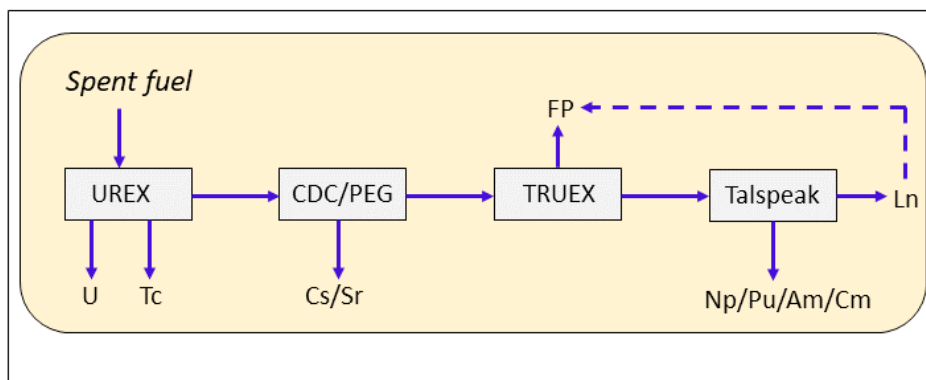 Spent fuel
FP
UREX
CDC/PEG
TRUEX
Talspeak
Ln
U
Tc
Cs/Sr
Np/Pu/Am/Cm